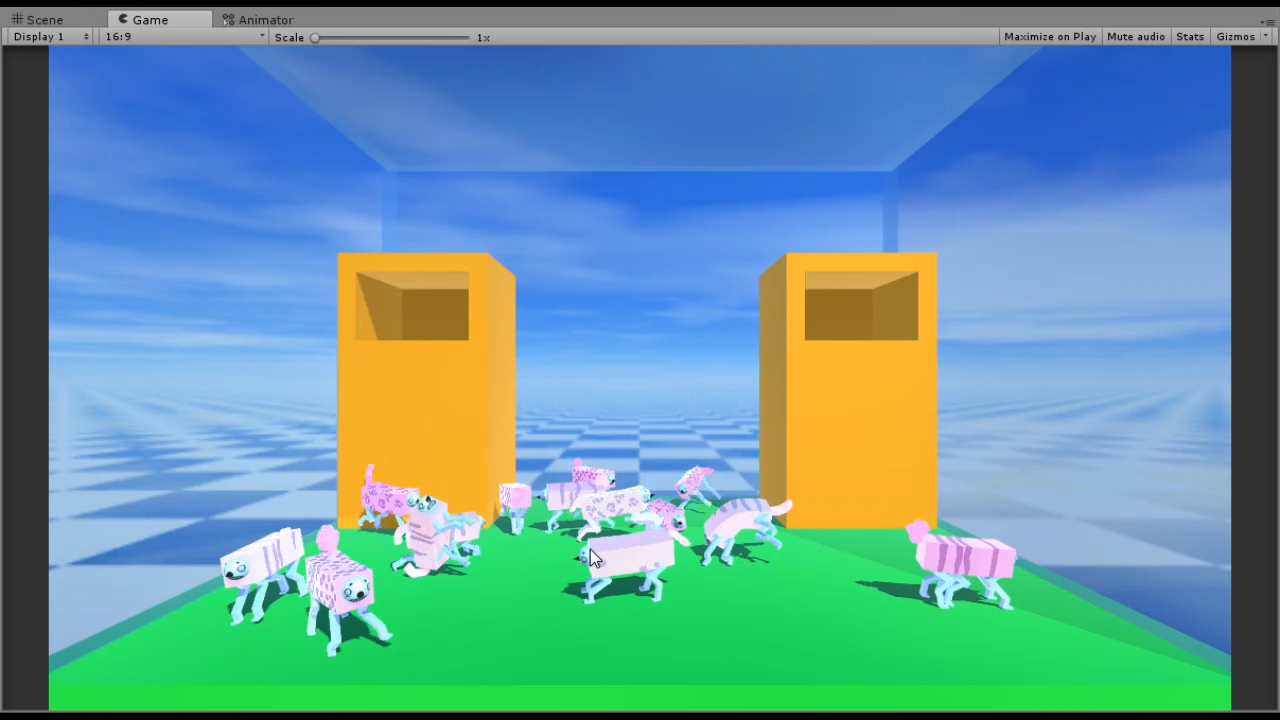 Scene Game Animator
Display 1 16:9 Scale 1x Maximize on Play Mute audio Stats Gizmos